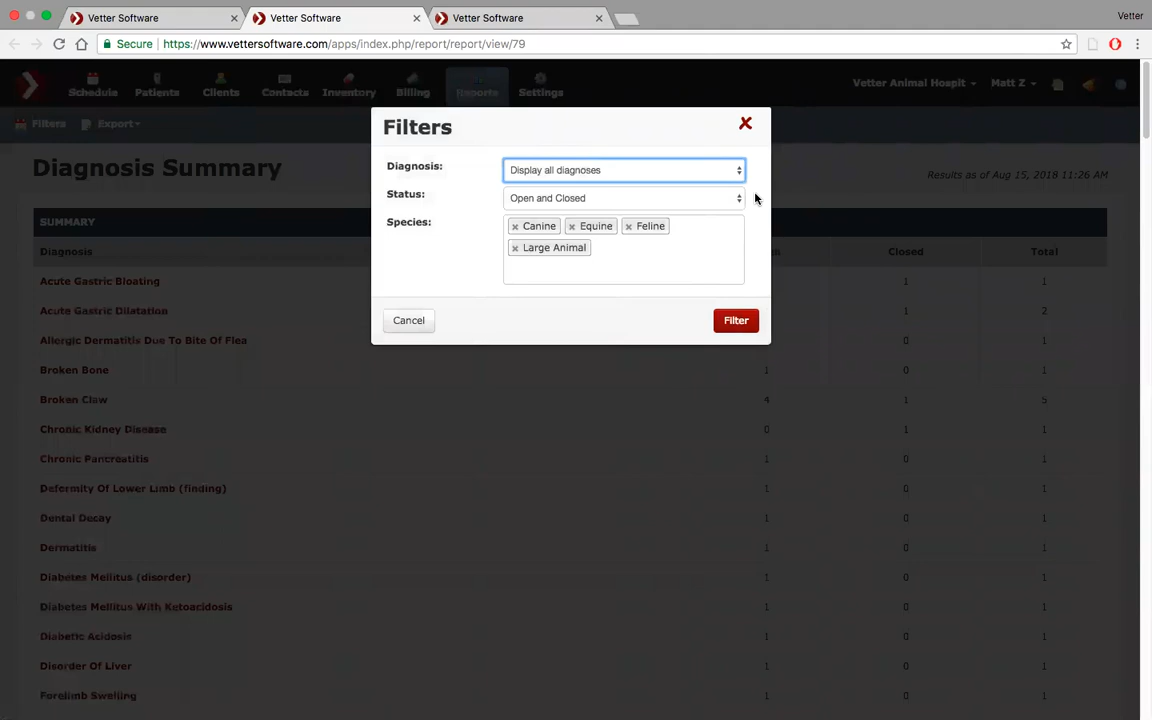 Vetter Software
Vetter Software
Vetter Software
Vetter
Secure
https://www.vettersoftware.com/apps/index.php/report/report/view/79
Schedule
Patients
Clients
Contacts
Inventory
Billing
Reports
Settings
Vetter Animal Hospit
Matt Z
Filters
Export
Diagnosis Summary
Results as of Aug 15, 2018 11:26 AM
Filters
Diagnosis:
Display all diagnoses
Status:
Open and Closed
Species:
Canine
Equine
Feline
Large Animal
Cancel
Filter
SUMMARY
Diagnosis
Closed
Total
Acute Gastric Bloating 1 1
Acute Gastric Dilatation 1 2
Allergic Dermatitis Due To Bite Of Flea 0 1
Broken Bone 1 0 1
Broken Claw 4 1 5
Chronic Kidney Disease 0 1 1
Chronic Pancreatitis 1 0 1
Deformity Of Lower Limb (finding) 1 0 1
Dental Decay 1 0 1
Dermatitis 1 0 1
Diabetes Mellitus (disorder) 1 0 1
Diabetes Mellitus With Ketoacidosis 1 0 1
Diabetic Acidosis 1 0 1
Disorder Of Liver 1 0 1
Forelimb Swelling 1 0 1